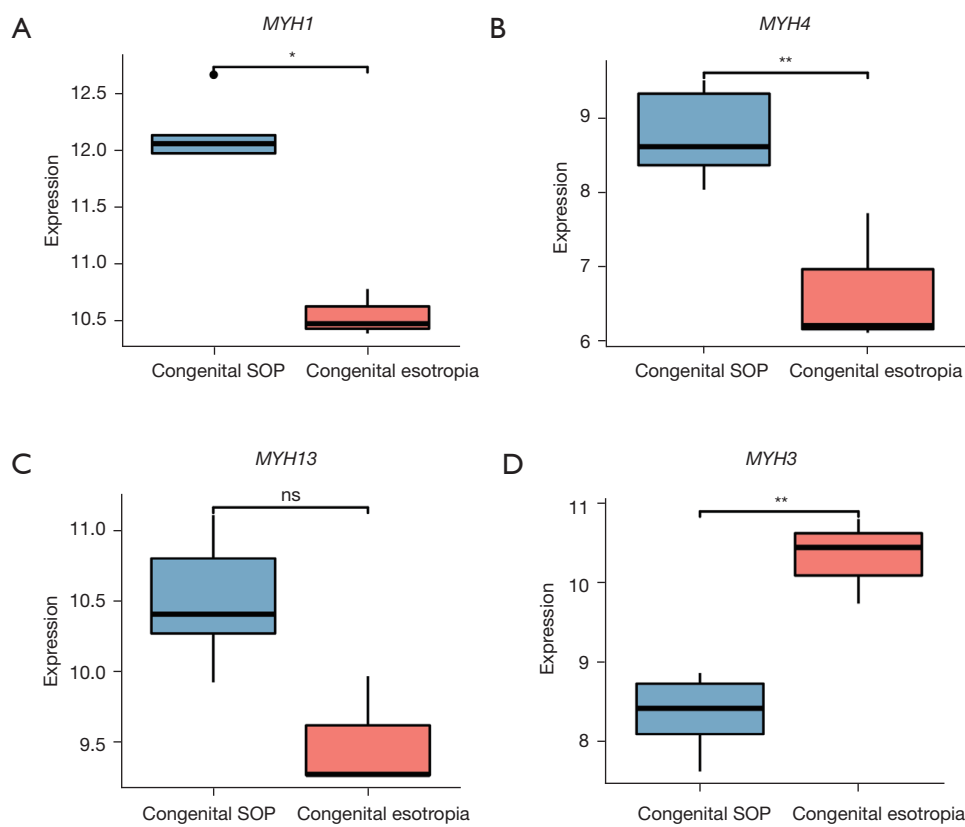 A
MYH1
*
12.5
12.0
11.5
11.0
10.5
Expression
Congenital SOP Congenital esotropia
B
MYH4
**
9
8
7
6
Expression
Congenital SOP Congenital esotropia
C
MYH13
ns
11.0
10.5
10.0
9.5
Expression
Congenital SOP Congenital esotropia
D
MYH3
**
11
10
9
8
Expression
Congenital SOP Congenital esotropia